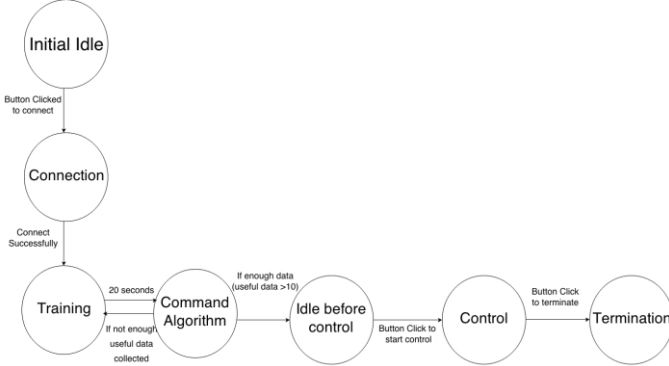 Initial Idle
Button Clicked
to connect
Connection
Connect
Successfully
Training
20 seconds
If not enough
useful data
collected
Command
Algorithm
If enough data
(useful data >10)
Idle before
control
Button Click to
start control
Control
Button Click
to terminate
Termination